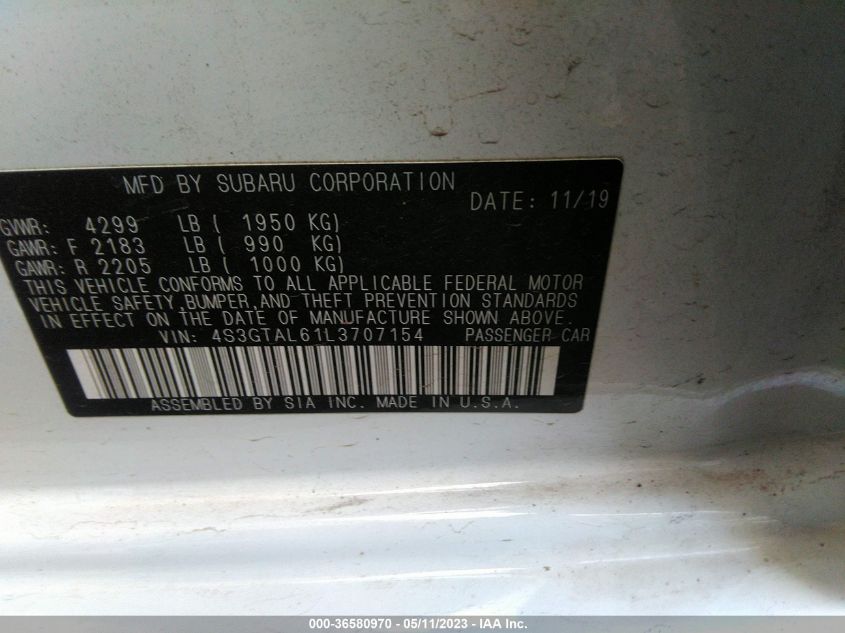 MFD BY SUBARU CORPORATION
DATE: 11/19
GVWR: 4299 LB ( 1950 KG)
GAWR: F 2183 LB ( 990 KG)
GAWR: R 2205 LB ( 1000 KG)
THIS VEHICLE CONFORMS TO ALL APPLICABLE FEDERAL MOTOR
VEHICLE SAFETY,BUMPER,AND THEFT PREVENTION STANDARDS
IN EFFECT ON THE DATE OF MANUFACTURE SHOWN ABOVE.
VIN: 4S3GTAL61L3707154 PASSENGER CAR
ASSEMBLED BY SIA INC. MADE IN U.S.A.
000-36580970 - 05/11/2023 - IAA Inc.